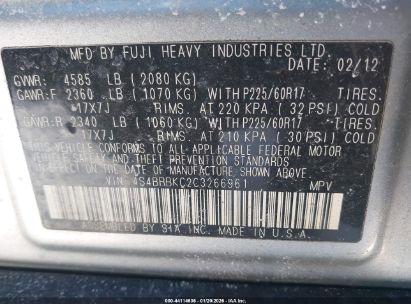 MFD BY FUJI HEAVY INDUSTRIES LTD.
02/12
GVWR: 4585 LB (2080 KG)
GAWR:F 2360 LB (1070 KG) WITH P225/60R17 TIRES.
17X7J RIMS. AT 220 KPA (32 PSI) COLD
GAWR:R 2340 LB (1060 KG) WITH P225/60R17 TIRES.
17X7J RIMS. AT 210 KPA (30 PSI) COLD
THIS VEHICLE CONFORMS TO ALL APPLICABLE FEDERAL MOTOR
VEHICLE SAFETY AND THEFT PREVENTION STANDARDS
IN EFFECT ON THE DATE OF MANUFACTURE SHOWN ABOVE.
VIN: 4S4BRBKC2C3266961 MPV
ASSEMBLED BY SIA INC. MADE IN U.S.A.